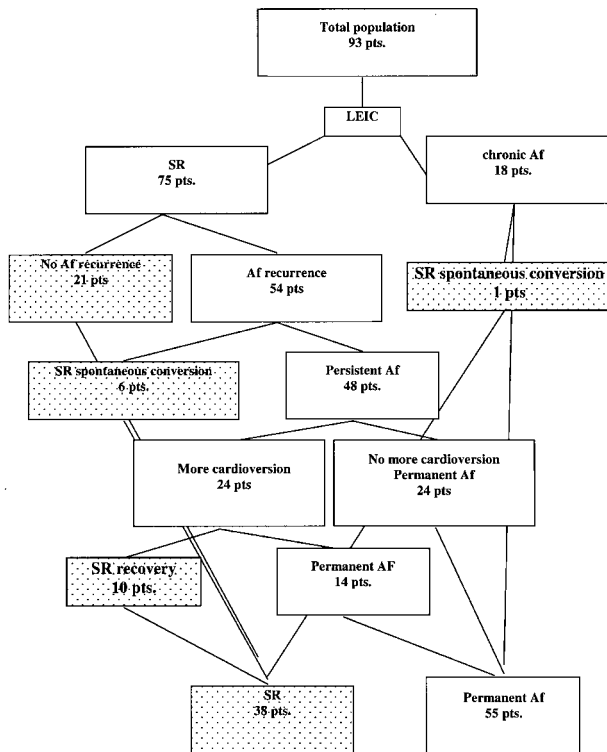 Total population
93 pts.
LEIC
SR
75 pts.
chronic Af
18 pts.
No Af recurrence
21 pts
Af recurrence
54 pts
SR spontaneous conversion
1 pts
SR spontaneous conversion
6 pts.
Persistent Af
48 pts.
More cardioversion
24 pts
No more cardioversion
Permanent Af
24 pts
SR recovery
10 pts.
Permanent AF
14 pts.
SR
38 pts.
Permanent Af
55 pts.